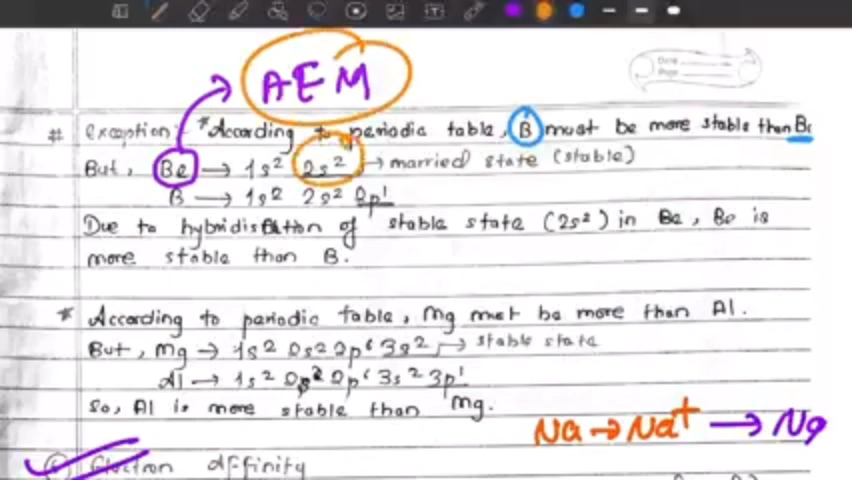 AEM
Date
Page
# Exception: * According to periodic table, B must be more stable than Be
But, Be → 1s² 2s² → married state (stable)
B → 1s² 2s² 2p¹
Due to hybridisation of stable state (2s²) in Be, Be is
more stable than B.
* According to periodic table, Mg must be more than Al.
But, Mg → 1s² 2s² 2p⁶ 3s² → stable state
Al → 1s² 2s² 2p⁶ 3s² 3p¹
So, Al is more stable than Mg.
Na → Na⁺ → Ne
Electron affinity